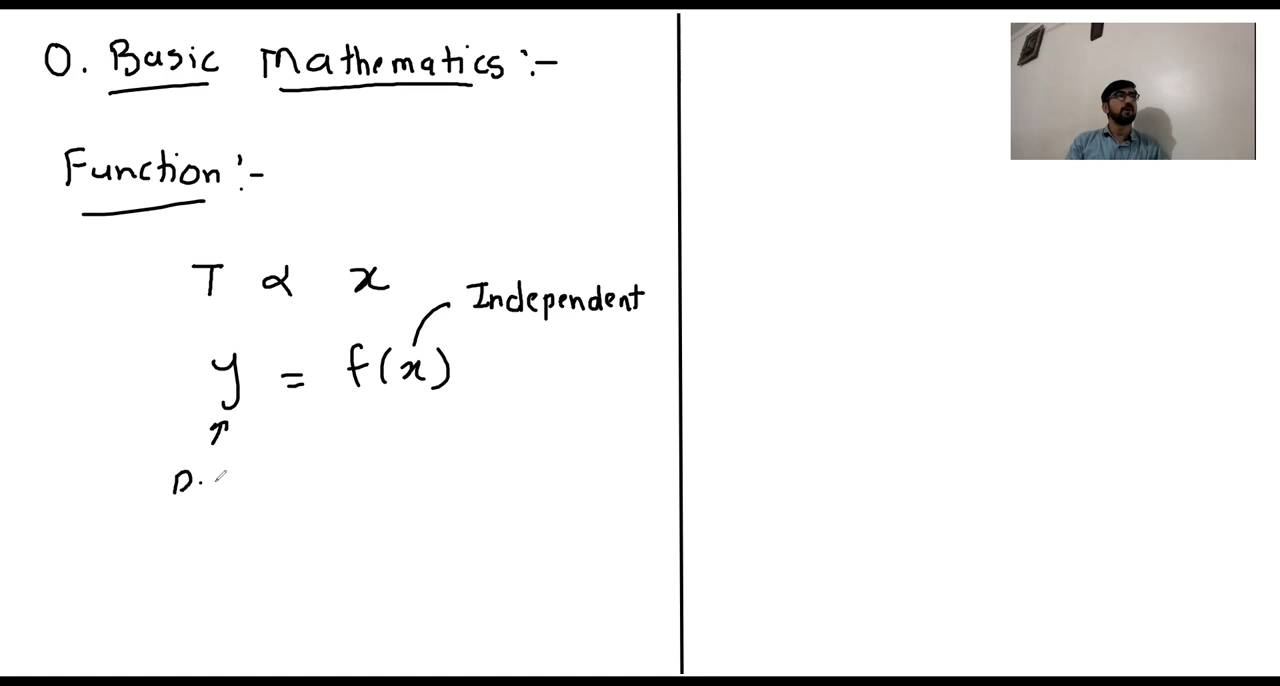 0. Basic Mathematics :-
Function :-
T ∝ x
Independent
y = f(x)
D.